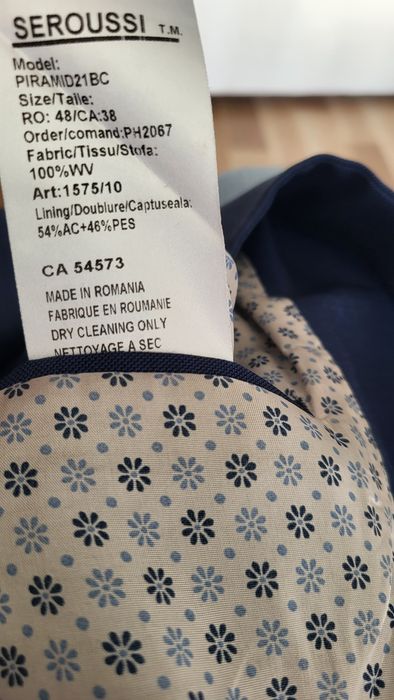 SEROUSSI T.M.
Model:
PIRAMID21BC
Size/Talle:
RO: 48/CA:38
Order/comand:PH2067
Fabric/Tissu/Stofa:
100%WV
Art:1575/10
Lining/Doublure/Captuseala:
54%AC+46%PES
CA 54573
MADE IN ROMANIA
FABRIQUE EN ROUMANIE
DRY CLEANING ONLY
NETTOYAGE A SEC